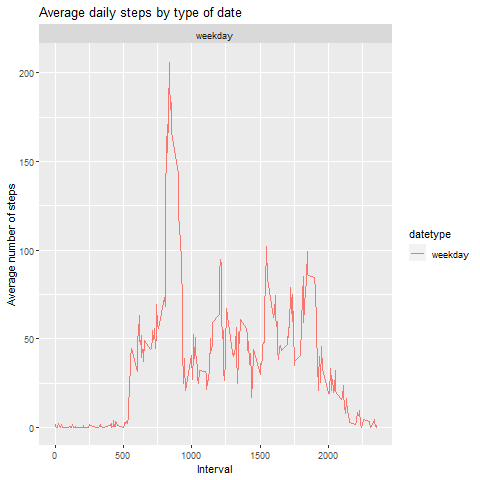 Average daily steps by type of date
weekday
200
150
100
50
0
Average number of steps
0 500 1000 1500 2000
Interval
datetype
weekday